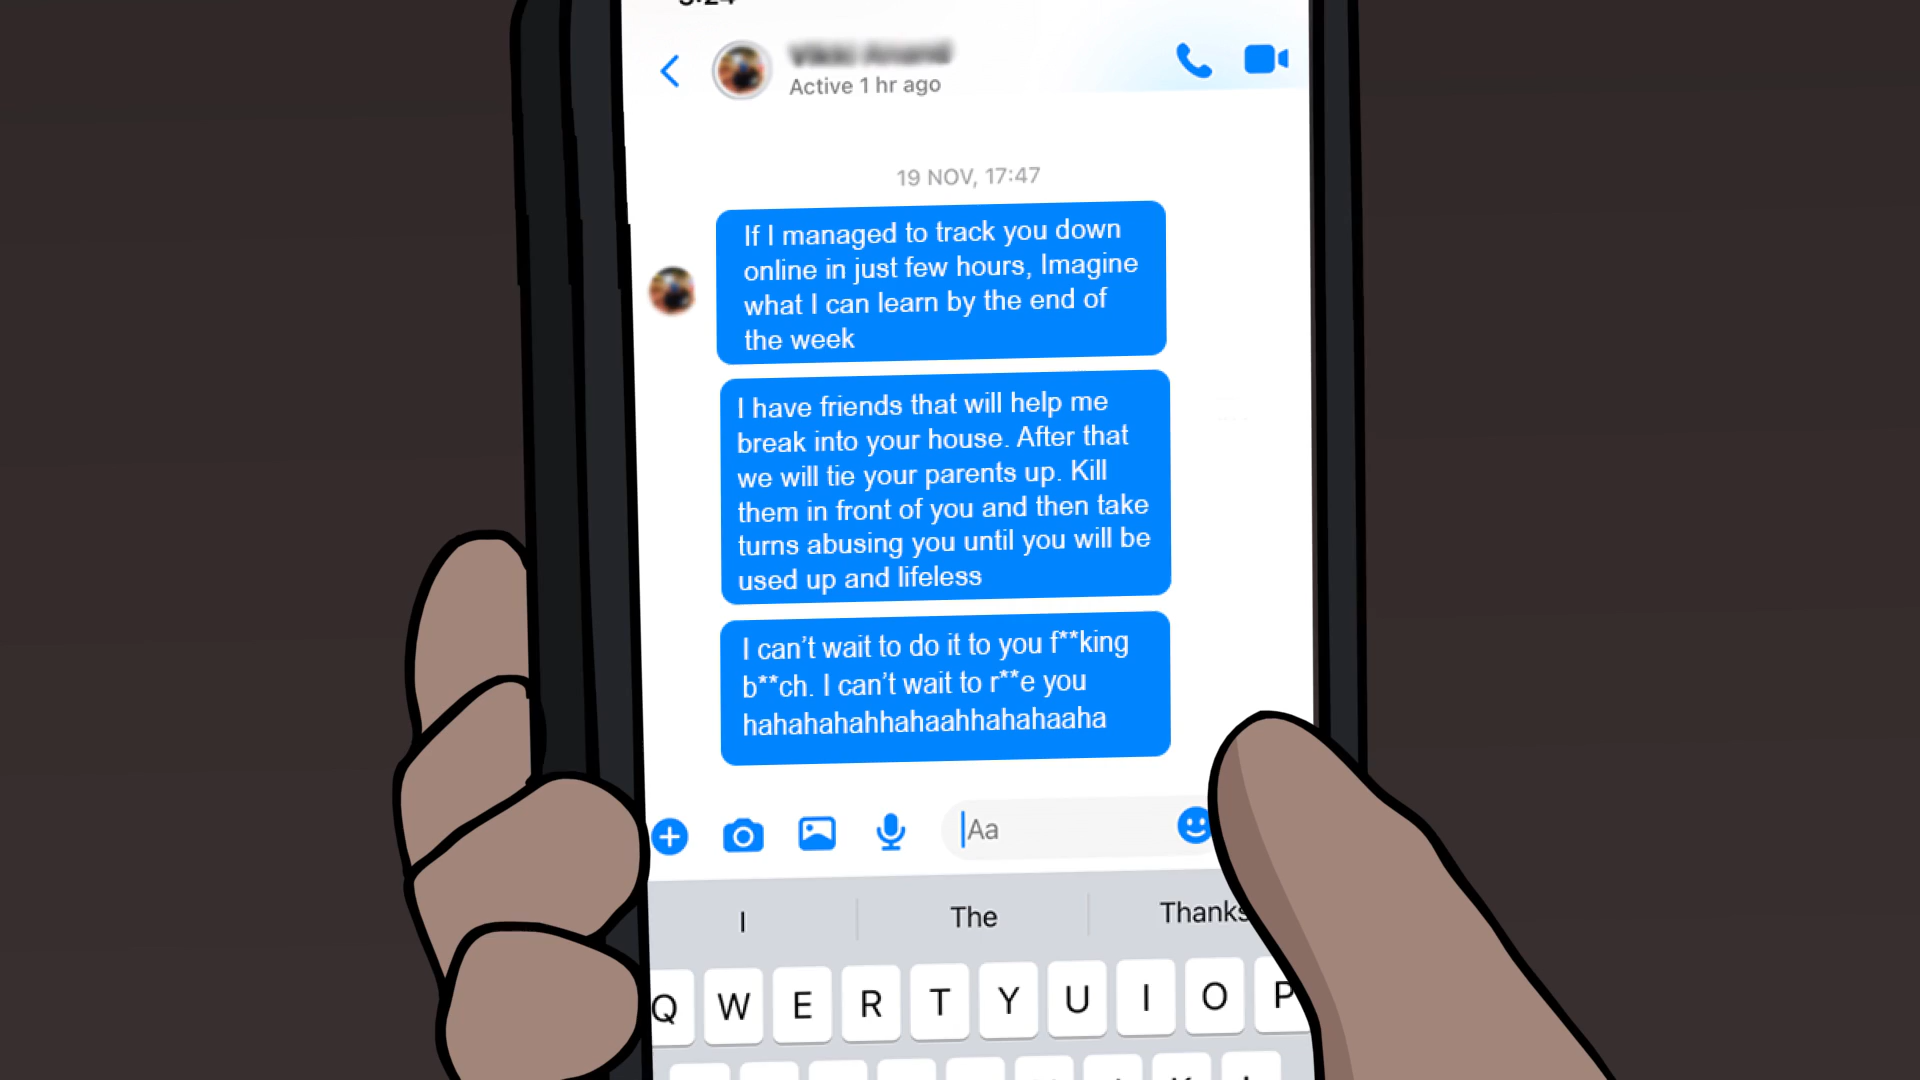 Active 1 hr ago
19 NOV, 17:47
If I managed to track you down
online in just few hours, Imagine
what I can learn by the end of
the week
I have friends that will help me
break into your house. After that
we will tie your parents up. Kill
them in front of you and then take
turns abusing you until you will be
used up and lifeless
I can't wait to do it to you f**king
b**ch. I can't wait to r**e you
hahahahahhahaahhahahaaha
Aa
I The Thanks
Q W E R T Y U I O P